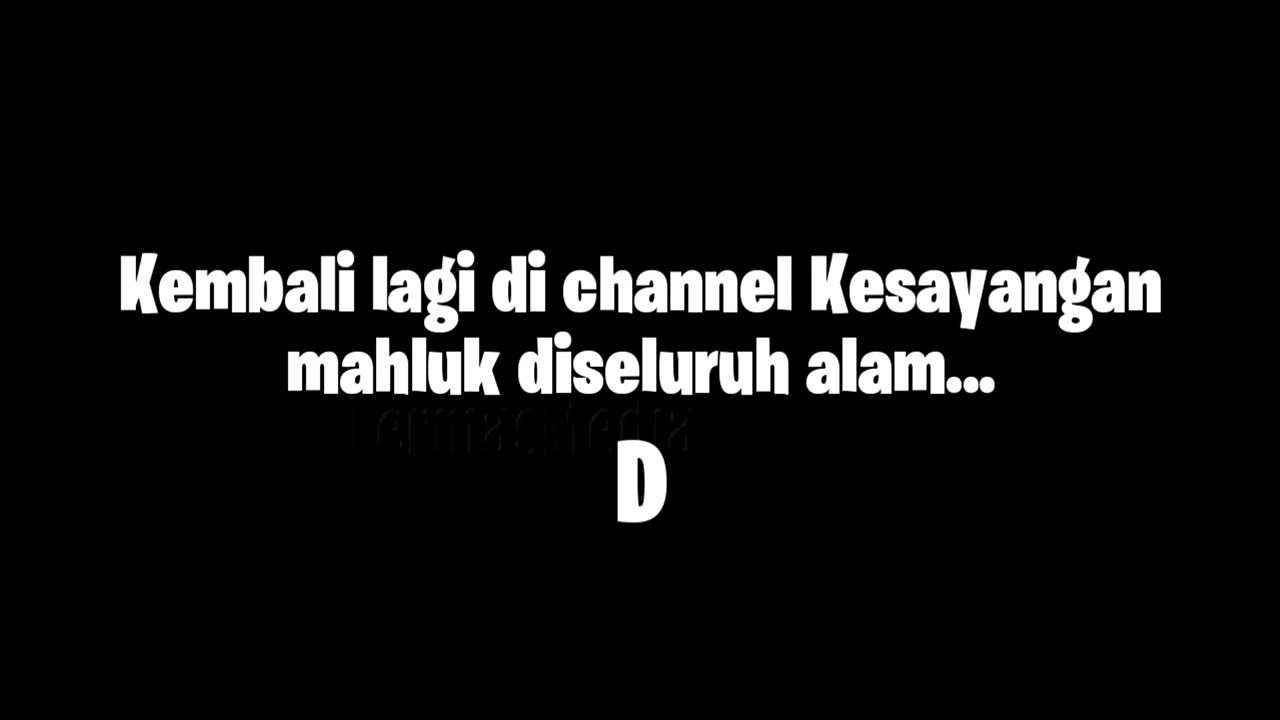 Kembali lagi di channel Kesayangan
mahluk diseluruh alam...
D